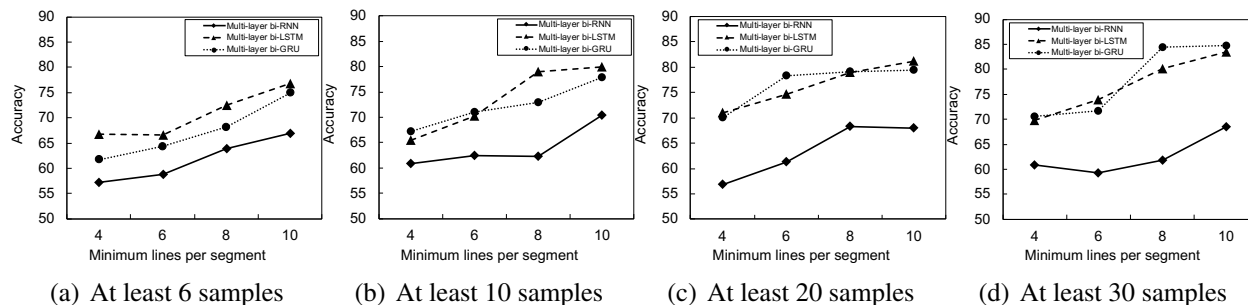 90
85
80
75
70
65
60
55
50
Accuracy
Multi-layer bi-RNN
Multi-layer bi-LSTM
Multi-layer bi-GRU
4 6 8 10
Minimum lines per segment
(a) At least 6 samples
90
85
80
75
70
65
60
55
50
Accuracy
Multi-layer bi-RNN
Multi-layer bi-LSTM
Multi-layer bi-GRU
4 6 8 10
Minimum lines per segment
(b) At least 10 samples
90
85
80
75
70
65
60
55
50
Accuracy
Multi-layer bi-RNN
Multi-layer bi-LSTM
Multi-layer bi-GRU
4 6 8 10
Minimum lines per segment
(c) At least 20 samples
90
85
80
75
70
65
60
55
50
Accuracy
Multi-layer bi-RNN
Multi-layer bi-LSTM
Multi-layer bi-GRU
4 6 8 10
Minimum lines per segment
(d) At least 30 samples